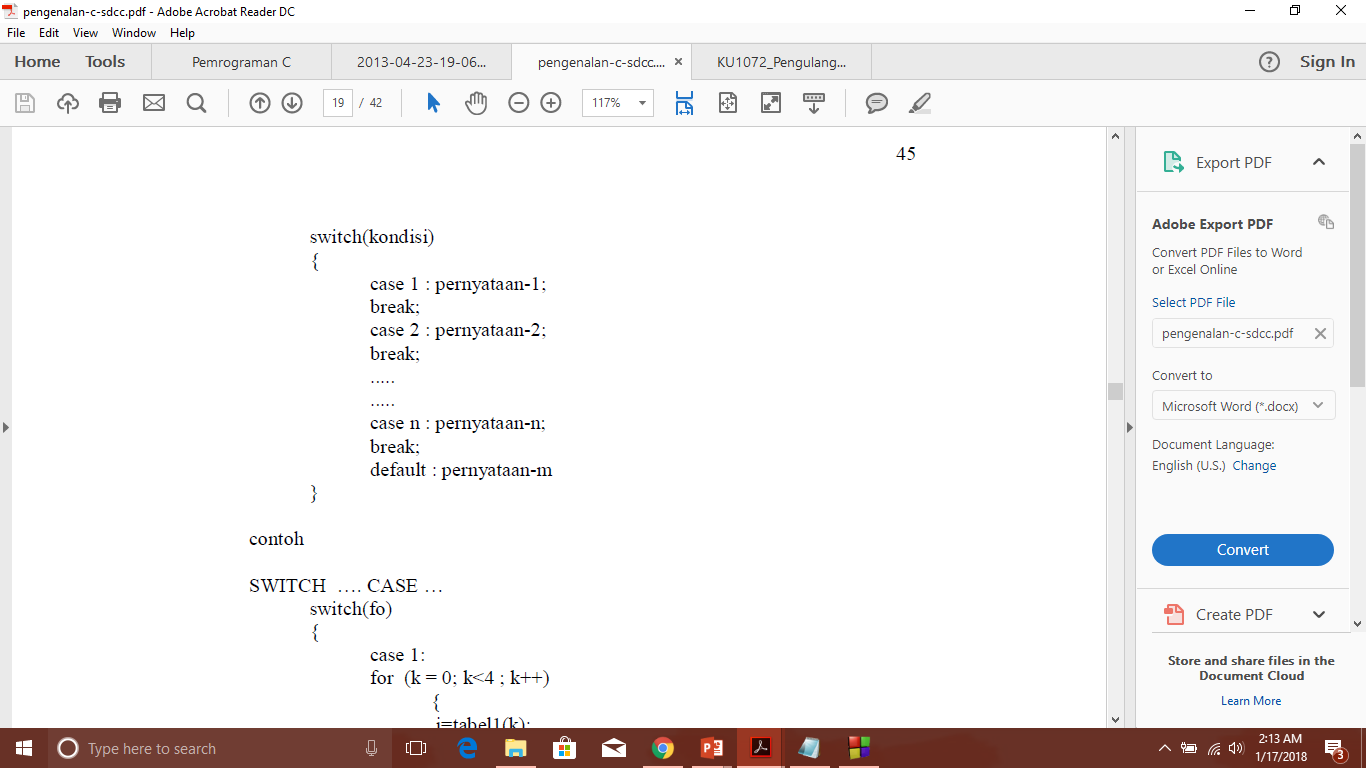 pengenalan-c-sdcc.pdf - Adobe Acrobat Reader DC
File Edit View Window Help
Home Tools Pemrograman C 2013-04-23-19-06... pengenalan-c-sdcc.... × KU1072_Pengulang... Sign In
19 / 42 117%
45
switch(kondisi)
{
case 1 : pernyataan-1;
break;
case 2 : pernyataan-2;
break;
.....
.....
case n : pernyataan-n;
break;
default : pernyataan-m
}
contoh
SWITCH .... CASE ...
switch(fo)
{
case 1:
for (k = 0; k<4 ; k++)
{
i=tabel1(k);
Export PDF
Adobe Export PDF
Convert PDF Files to Word
or Excel Online
Select PDF File
pengenalan-c-sdcc.pdf
Convert to
Microsoft Word (*.docx)
Document Language:
English (U.S.) Change
Convert
Create PDF
Store and share files in the
Document Cloud
Learn More
Type here to search
2:13 AM
1/17/2018
3